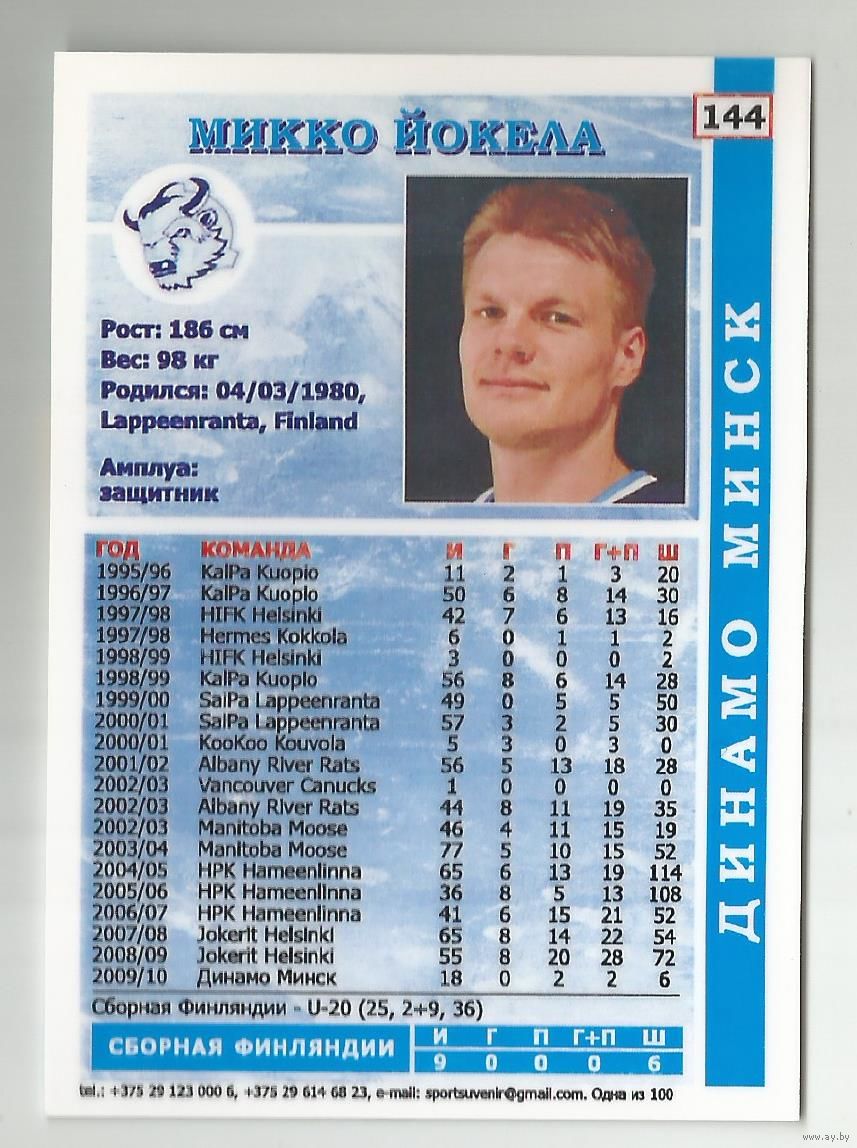 МИККО ЙОКЕЛА
144
Рост: 186 см
Вес: 98 кг
Родился: 04/03/1980,
Lappeenranta, Finland
Амплуа:
защитник
ДИНАМО МИНСК
ГОД КОМАНДА И Г П Г+П Ш
1995/96 KalPa Kuopio 11 2 1 3 20
1996/97 KalPa Kuopio 50 6 8 14 30
1997/98 HIFK Helsinki 42 7 6 13 16
1997/98 Hermes Kokkola 6 0 1 1 2
1998/99 HIFK Helsinki 3 0 0 0 2
1998/99 KalPa Kuopio 56 8 6 14 28
1999/00 SaiPa Lappeenranta 49 0 5 5 50
2000/01 SaiPa Lappeenranta 57 3 2 5 30
2000/01 KooKoo Kouvola 5 3 0 3 0
2001/02 Albany River Rats 56 5 13 18 28
2002/03 Vancouver Canucks 1 0 0 0 0
2002/03 Albany River Rats 44 8 11 19 35
2002/03 Manitoba Moose 46 4 11 15 19
2003/04 Manitoba Moose 77 5 10 15 52
2004/05 HPK Hameenlinna 65 6 13 19 114
2005/06 HPK Hameenlinna 36 8 5 13 108
2006/07 HPK Hameenlinna 41 6 15 21 52
2007/08 Jokerit Helsinki 65 8 14 22 54
2008/09 Jokerit Helsinki 55 8 20 28 72
2009/10 Динамо Минск 18 0 2 2 6
Сборная Финляндии - U-20 (25, 2+9, 36)
СБОРНАЯ ФИНЛЯНДИИ И Г П Г+П Ш
9 0 0 0 6
tel.: +375 29 123 000 6, +375 29 614 68 23, e-mail: sportsuvenir@gmail.com. Одна из 100
www.ay.by